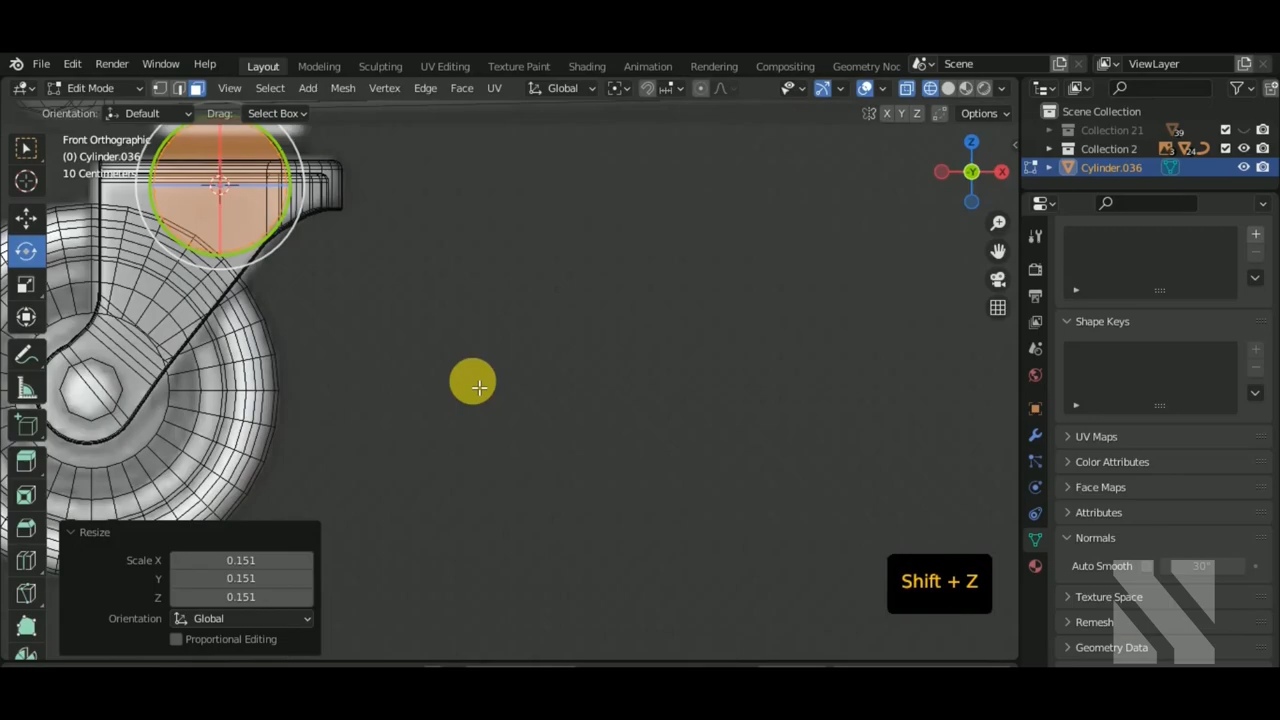 File Edit Render Window Help Layout Modeling Sculpting UV Editing Texture Paint Shading Animation Rendering Compositing Geometry Noc Scene ViewLayer
Edit Mode View Select Add Mesh Vertex Edge Face UV Global
Orientation: Default Drag: Select Box X Y Z Options
Scene Collection
Collection 21 39
Collection 2 3 24
Cylinder.036
Front Orthographic
(0) Cylinder.036
10 Centimeters
Z
X
Y
Shape Keys
UV Maps
Color Attributes
Face Maps
Attributes
Normals
Auto Smooth 30°
Texture Space
Remesh
Geometry Data
Resize
Scale X 0.151
Y 0.151
Z 0.151
Orientation Global
Proportional Editing
Shift + Z